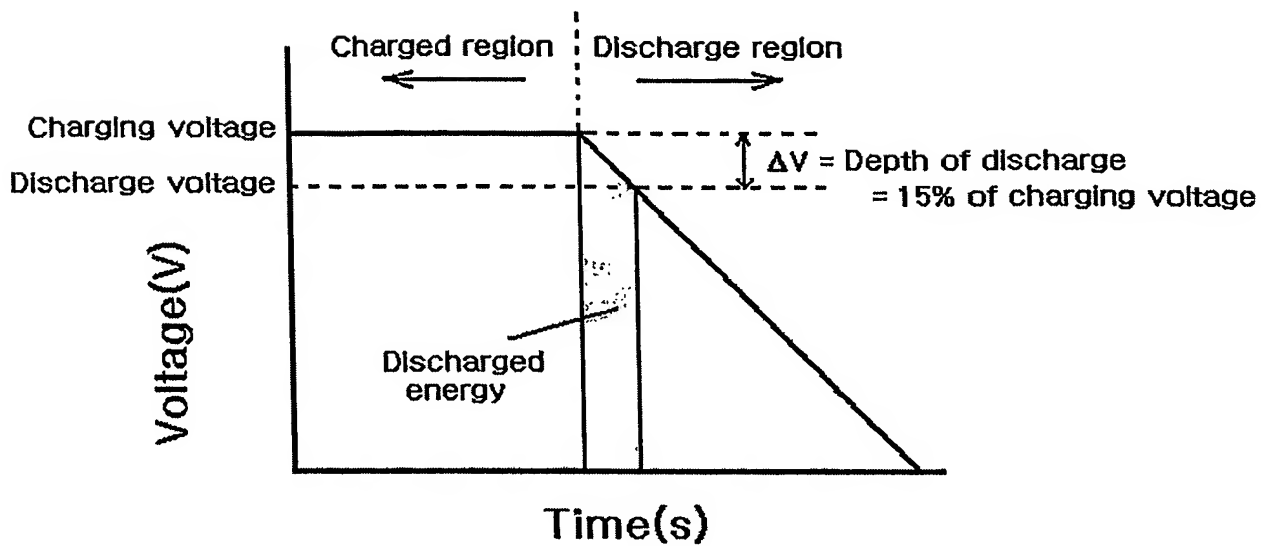 Charged region
Discharge region
Charging voltage
Discharge voltage
ΔV = Depth of discharge
= 15% of charging voltage
Voltage(V)
Discharged
energy
Time(s)